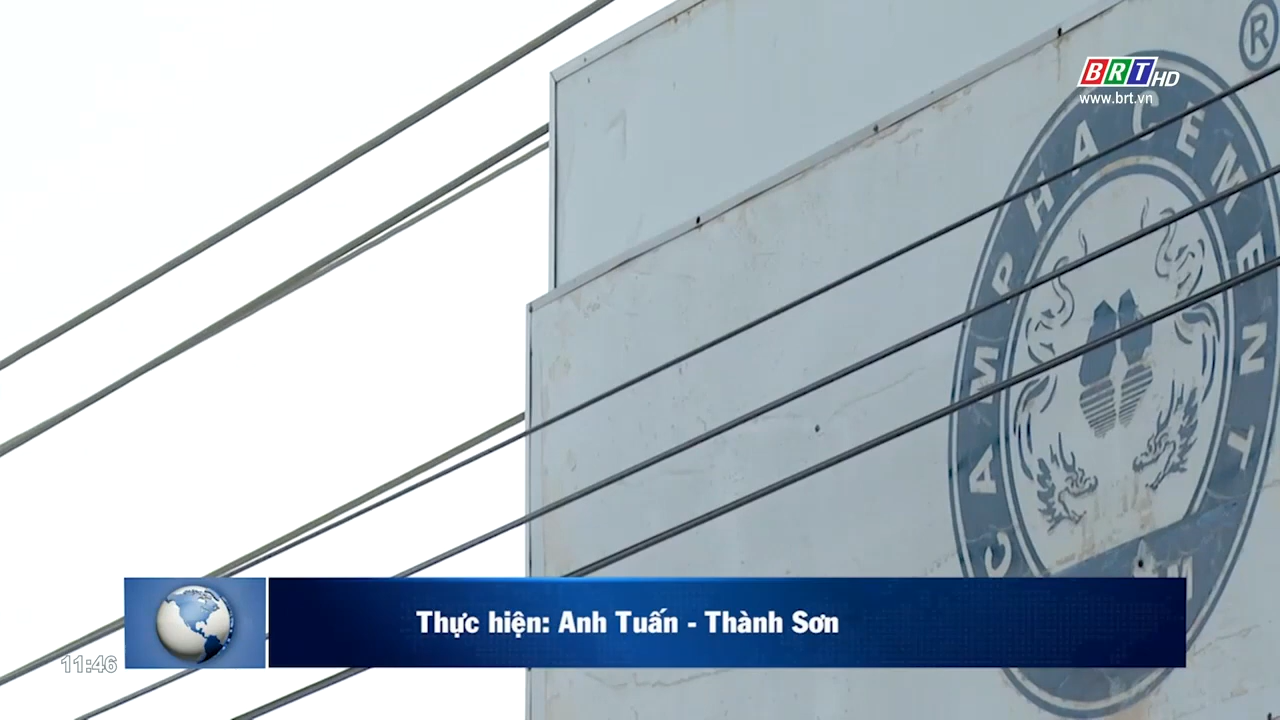 ®
BRT HD
www.brt.vn
CAMPHA CEMENT
Thực hiện: Anh Tuấn - Thành Sơn
11:46